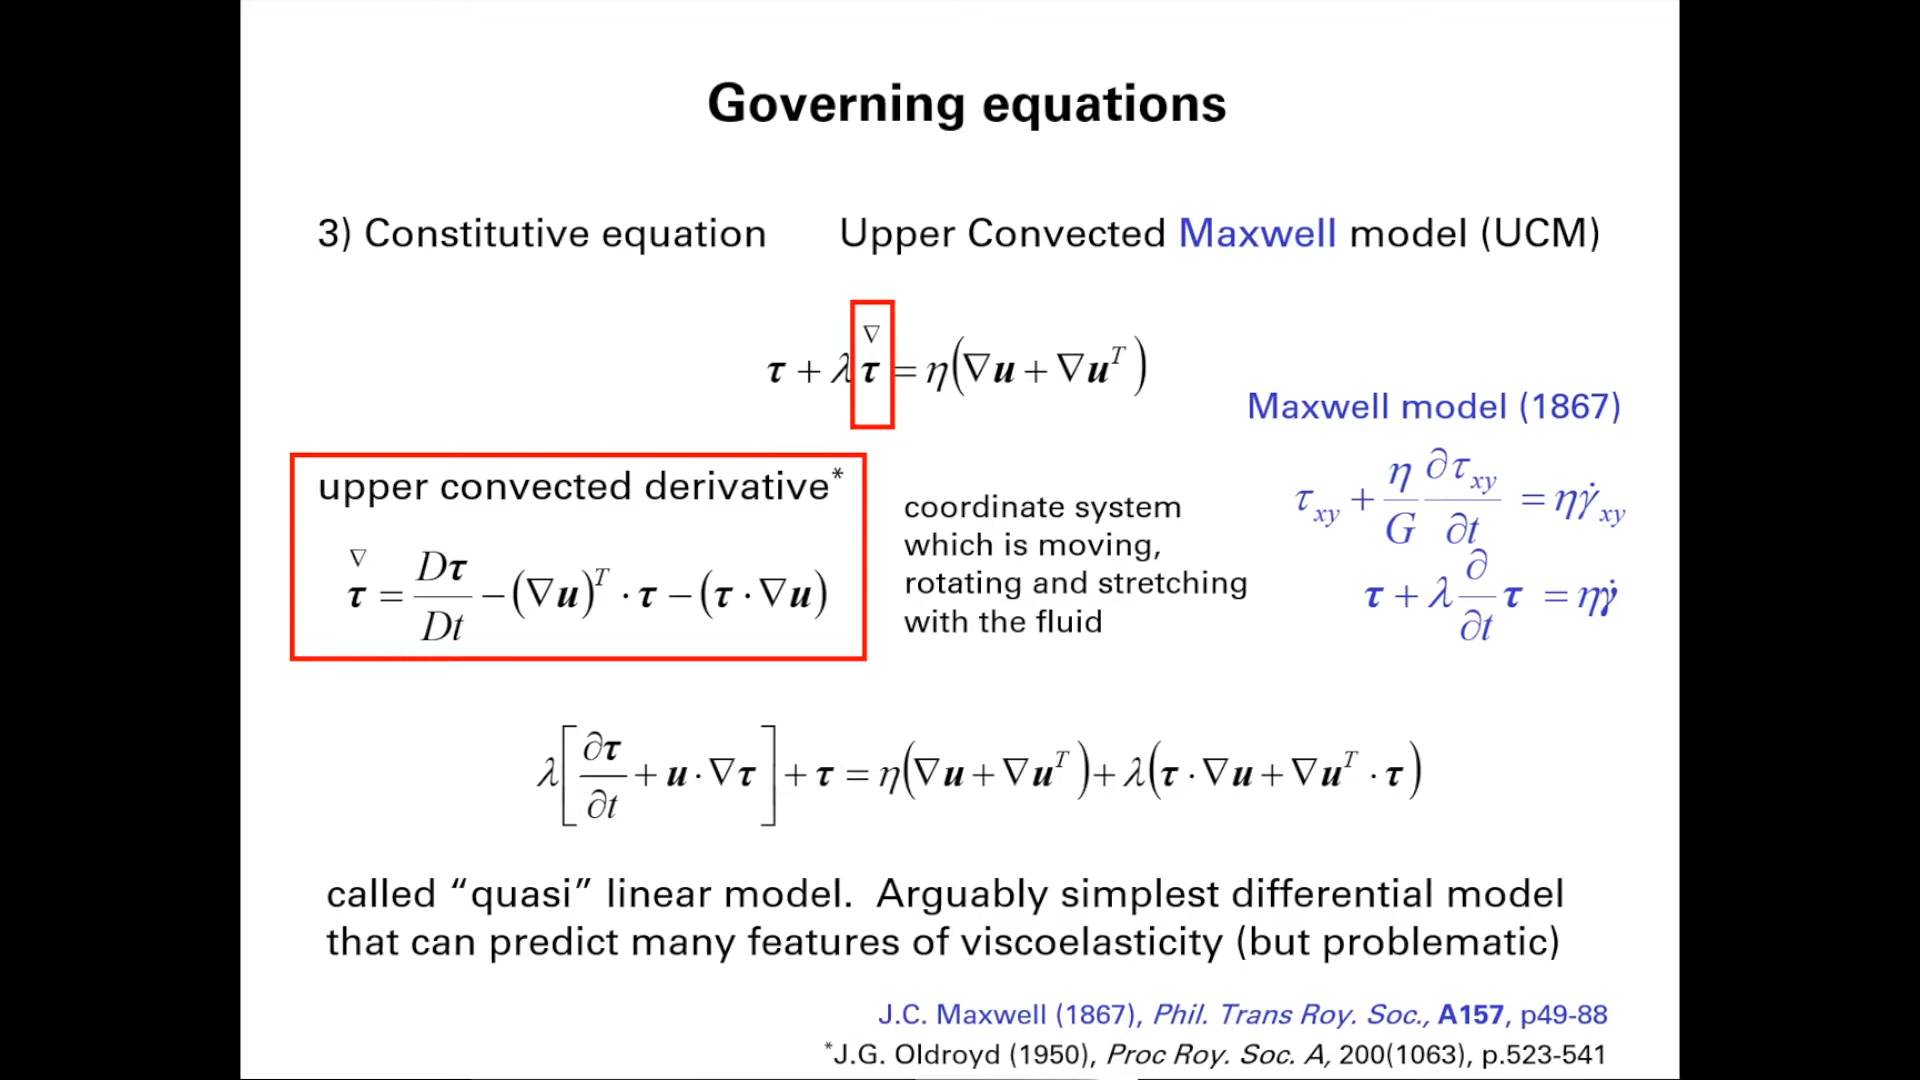 Governing equations
3) Constitutive equation Upper Convected Maxwell model (UCM)
τ + λ τ^∇ = η(∇u + ∇u^T)
Maxwell model (1867)
τ_xy + η/G ∂τ_xy/∂t = ηγ̇_xy
τ + λ ∂/∂t τ = ηγ̇
upper convected derivative*
τ^∇ = Dτ/Dt − (∇u)^T · τ − (τ · ∇u)
coordinate system
which is moving,
rotating and stretching
with the fluid
λ[∂τ/∂t + u · ∇τ] + τ = η(∇u + ∇u^T) + λ(τ · ∇u + ∇u^T · τ)
called “quasi” linear model. Arguably simplest differential model
that can predict many features of viscoelasticity (but problematic)
J.C. Maxwell (1867), Phil. Trans Roy. Soc., A157, p49-88
*J.G. Oldroyd (1950), Proc Roy. Soc. A, 200(1063), p.523-541